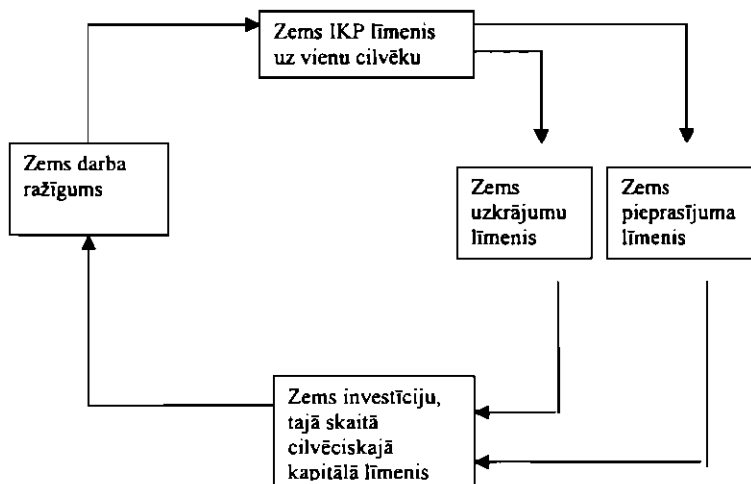 Zems IKP līmenis
uz vienu cilvēku
Zems darba
ražīgums
Zems
uzkrājumu
līmenis
Zems
pieprasījuma
līmenis
Zems investīciju,
tajā skaitā
cilvēciskajā
kapitālā līmenis